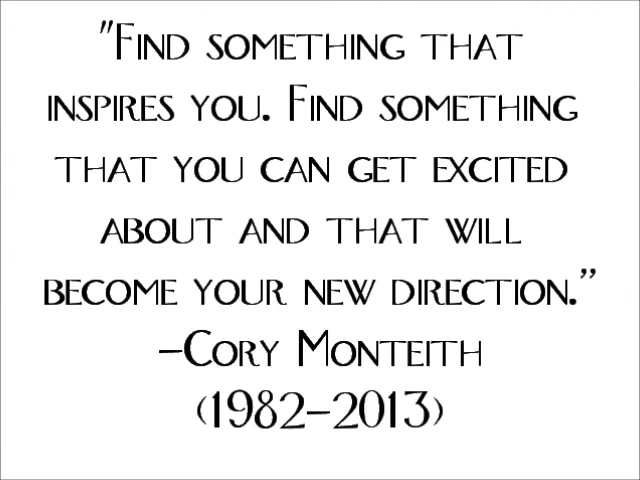 "Find something that
inspires you. Find something
that you can get excited
about and that will
become your new direction.”
–Cory Monteith
(1982–2013)